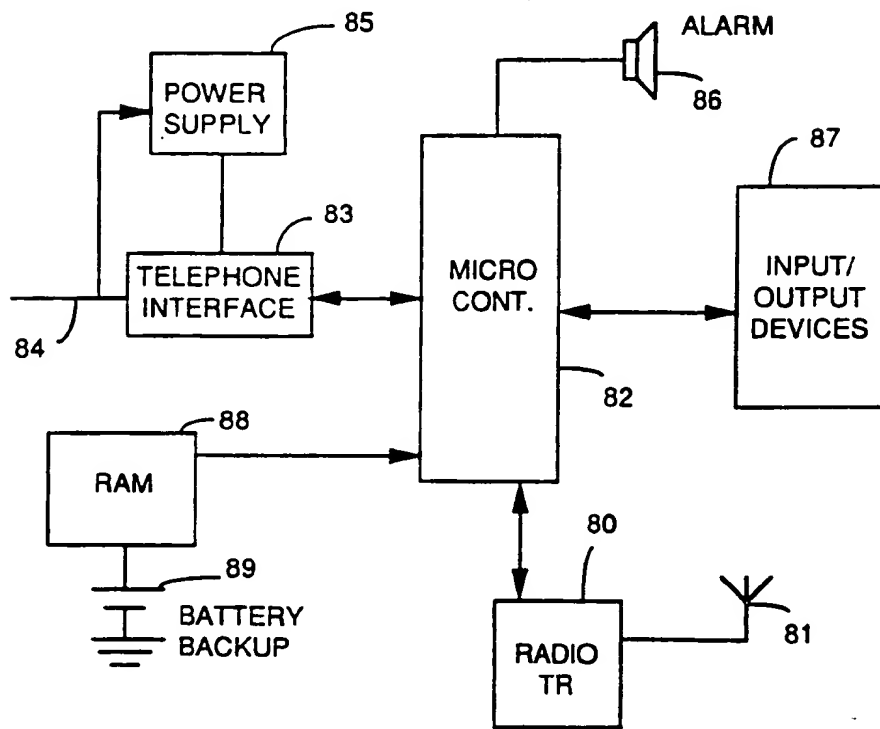 85
ALARM
POWER
SUPPLY
86
87
83
TELEPHONE
INTERFACE
MICRO
CONT.
INPUT/
OUTPUT
DEVICES
84
82
88
RAM
80
89
BATTERY
BACKUP
81
RADIO
TR